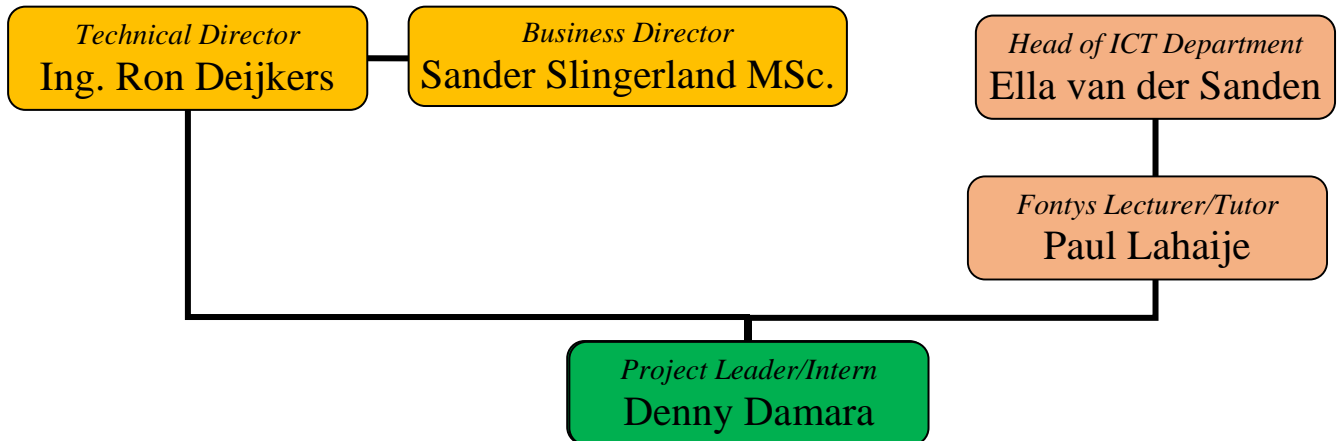 Technical Director
Ing. Ron Deijkers
Business Director
Sander Slingerland MSc.
Head of ICT Department
Ella van der Sanden
Fontys Lecturer/Tutor
Paul Lahaije
Project Leader/Intern
Denny Damara